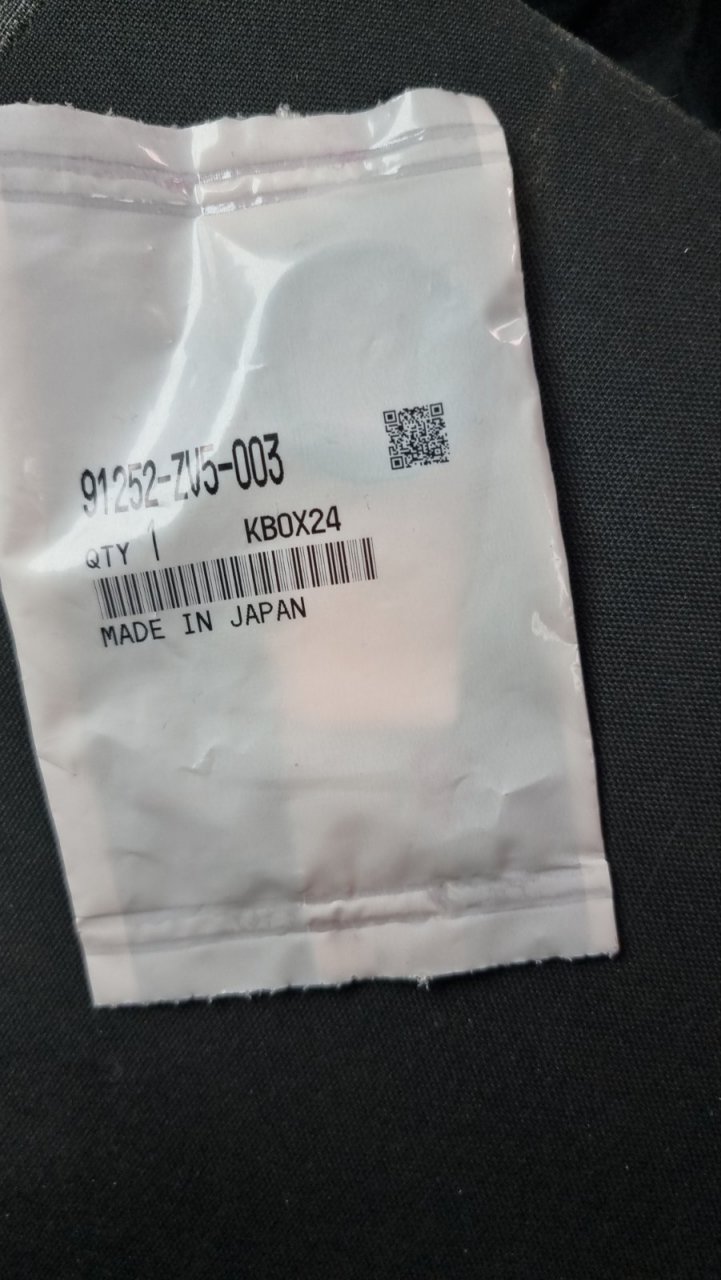 91252-ZV5-003
QTY 1 KBOX24
MADE IN JAPAN